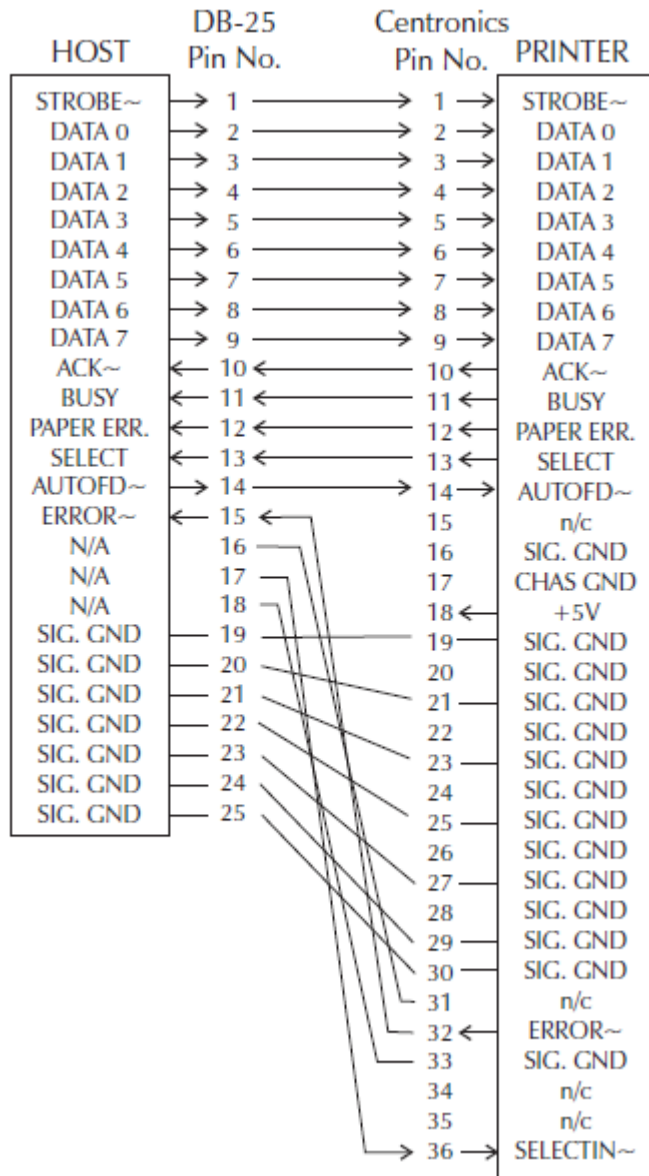 HOST DB-25 Pin No. Centronics Pin No. PRINTER
STROBE~ 1 1 STROBE~
DATA 0 2 2 DATA 0
DATA 1 3 3 DATA 1
DATA 2 4 4 DATA 2
DATA 3 5 5 DATA 3
DATA 4 6 6 DATA 4
DATA 5 7 7 DATA 5
DATA 6 8 8 DATA 6
DATA 7 9 9 DATA 7
ACK~ 10 10 ACK~
BUSY 11 11 BUSY
PAPER ERR. 12 12 PAPER ERR.
SELECT 13 13 SELECT
AUTOFD~ 14 14 AUTOFD~
ERROR~ 15 15 n/c
N/A 16 16 SIG. GND
N/A 17 17 CHAS GND
N/A 18 18 +5V
SIG. GND 19 19 SIG. GND
SIG. GND 20 20 SIG. GND
SIG. GND 21 21 SIG. GND
SIG. GND 22 22 SIG. GND
SIG. GND 23 23 SIG. GND
SIG. GND 24 24 SIG. GND
SIG. GND 25 25 SIG. GND
26 SIG. GND
27 SIG. GND
28 SIG. GND
29 SIG. GND
30 SIG. GND
31 n/c
32 ERROR~
33 SIG. GND
34 n/c
35 n/c
36 SELECTIN~